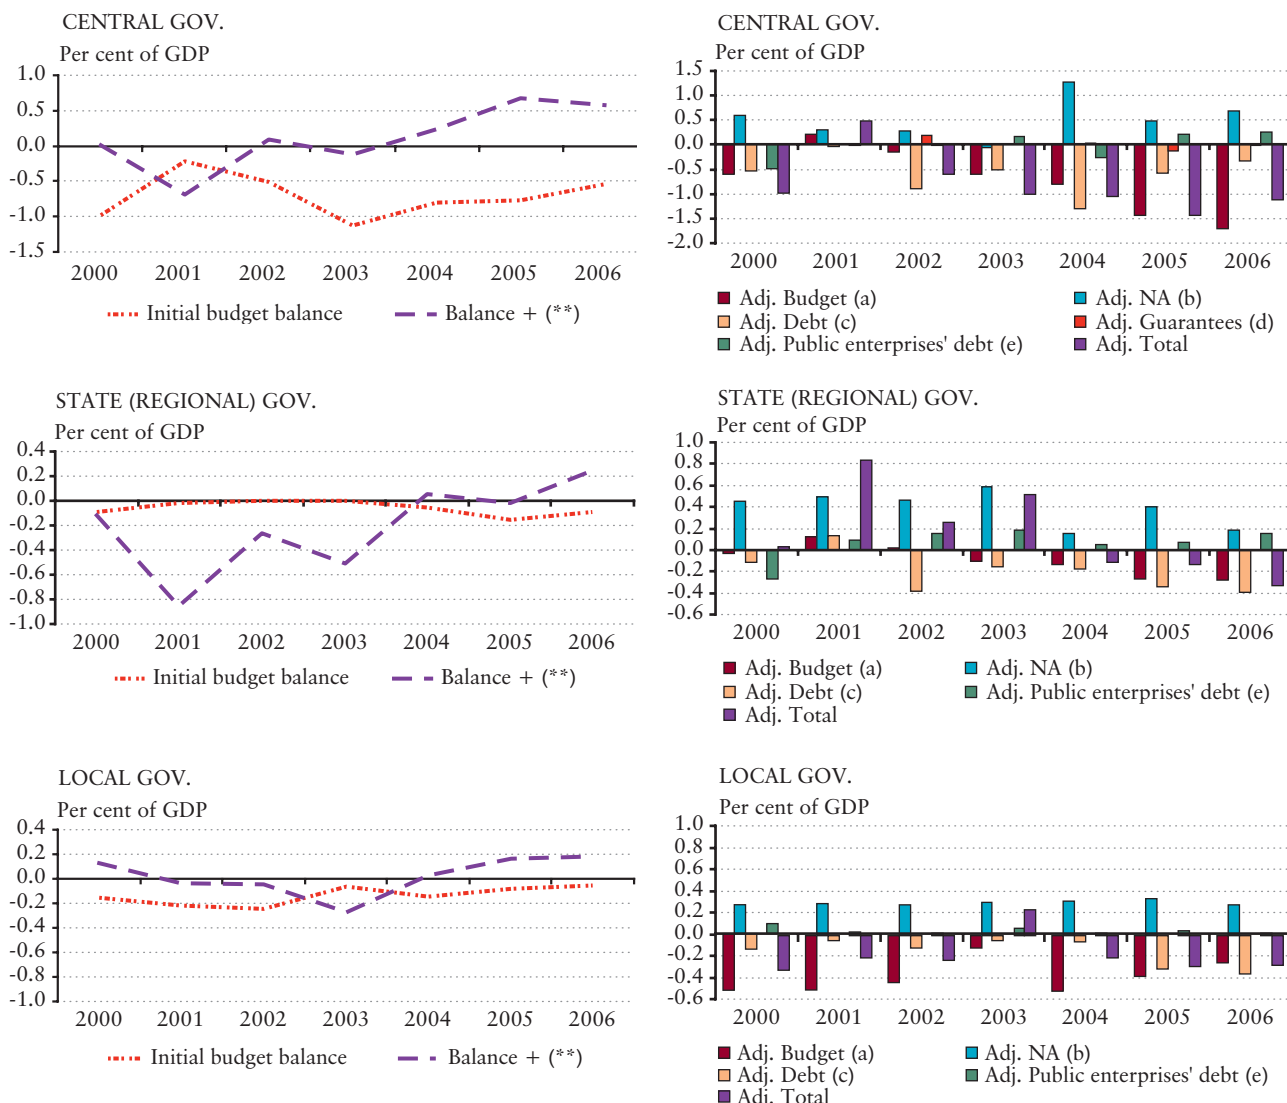 CENTRAL GOV.
Per cent of GDP
1.0
0.5
0.0
-0.5
-1.0
-1.5
2000 2001 2002 2003 2004 2005 2006
Initial budget balance Balance + (**)
CENTRAL GOV.
Per cent of GDP
1.5
1.0
0.5
0.0
-0.5
-1.0
-1.5
-2.0
2000 2001 2002 2003 2004 2005 2006
Adj. Budget (a) Adj. NA (b)
Adj. Debt (c) Adj. Guarantees (d)
Adj. Public enterprises' debt (e) Adj. Total
STATE (REGIONAL) GOV.
Per cent of GDP
0.4
0.2
0.0
-0.2
-0.4
-0.6
-0.8
-1.0
2000 2001 2002 2003 2004 2005 2006
Initial budget balance Balance + (**)
STATE (REGIONAL) GOV.
Per cent of GDP
1.0
0.8
0.6
0.4
0.2
0.0
-0.2
-0.4
-0.6
2000 2001 2002 2003 2004 2005 2006
Adj. Budget (a) Adj. NA (b)
Adj. Debt (c) Adj. Public enterprises' debt (e)
Adj. Total
LOCAL GOV.
Per cent of GDP
0.4
0.2
0.0
-0.2
-0.4
-0.6
-0.8
-1.0
2000 2001 2002 2003 2004 2005 2006
Initial budget balance Balance + (**)
LOCAL GOV.
Per cent of GDP
1.0
0.8
0.6
0.4
0.2
0.0
-0.2
-0.4
-0.6
2000 2001 2002 2003 2004 2005 2006
Adj. Budget (a) Adj. NA (b)
Adj. Debt (c) Adj. Public enterprises' debt (e)
Adj. Total